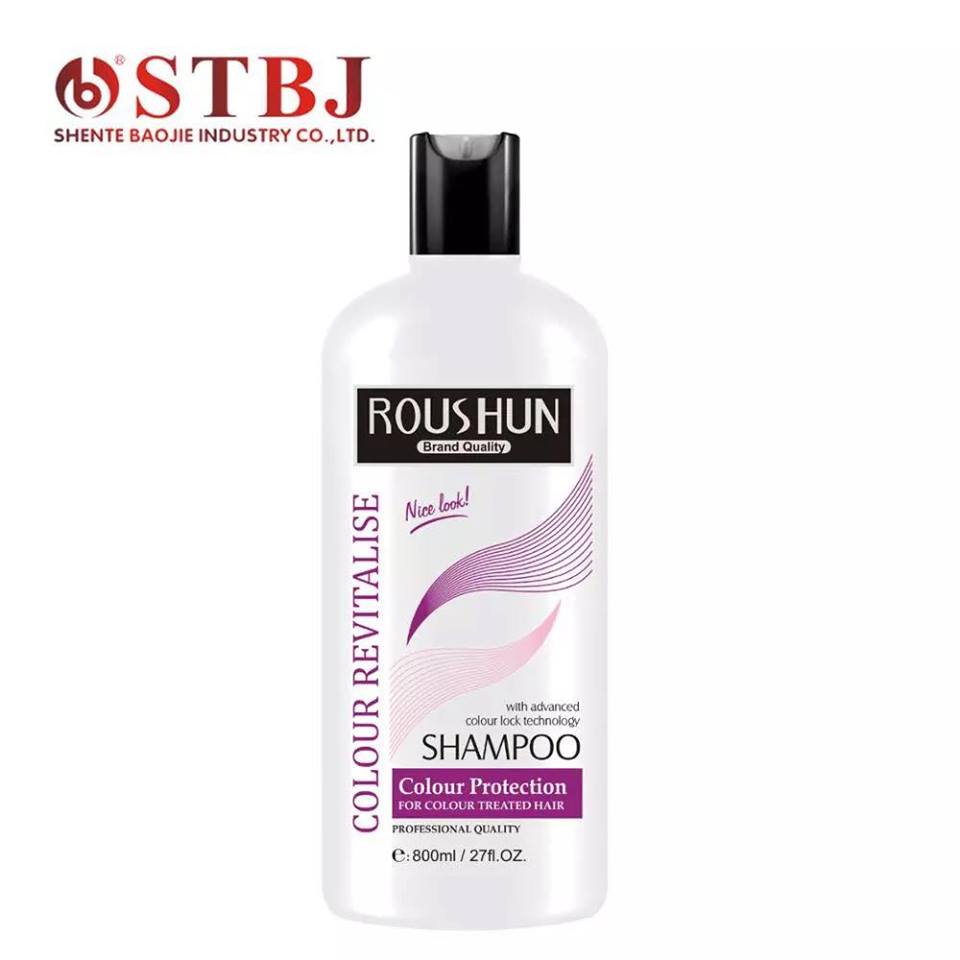 ®
STBJ
SHENTE BAOJIE INDUSTRY CO.,LTD.
ROUSHUN
Brand Quality
Nice look!
COLOUR REVITALISE
with advanced
colour lock technology
SHAMPOO
Colour Protection
FOR COLOUR TREATED HAIR
PROFESSIONAL QUALITY
℮: 800ml / 27fl.OZ.